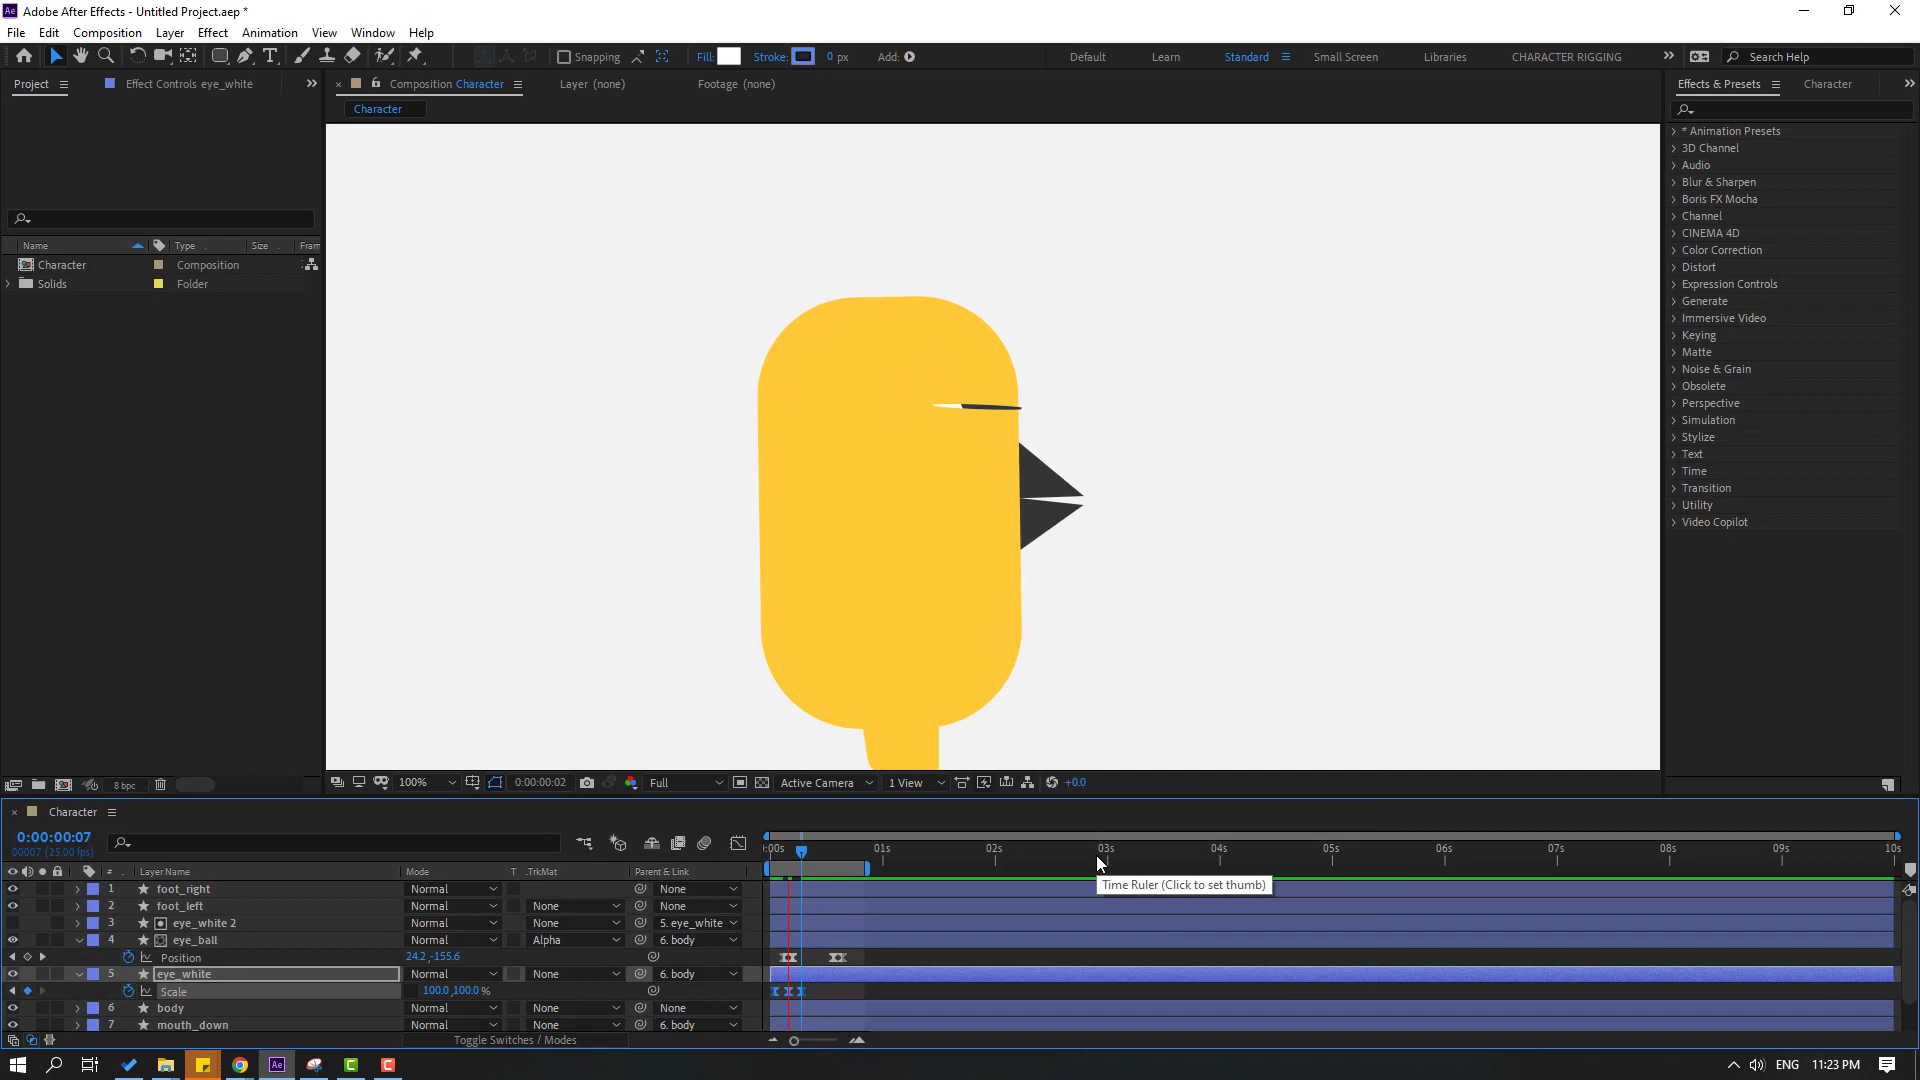 Adobe After Effects - Untitled Project.aep *
File Edit Composition Layer Effect Animation View Window Help
Snapping Fill: Stroke: 0 px Add: Default Learn Standard Small Screen Libraries CHARACTER RIGGING Search Help
Project Effect Controls eye_white Composition Character Layer (none) Footage (none) Effects & Presets Character
Character
* Animation Presets
3D Channel
Audio
Blur & Sharpen
Boris FX Mocha
Channel
CINEMA 4D
Color Correction
Distort
Expression Controls
Generate
Immersive Video
Keying
Matte
Noise & Grain
Obsolete
Perspective
Simulation
Stylize
Text
Time
Transition
Utility
Video Copilot
Name Type Size Fram
Character Composition
Solids Folder
8 bpc 100% 0:00:00:02 Full Active Camera 1 View +0.0
Character
0:00:00:07
00007 (25.00 fps)
:00s 01s 02s 03s 04s 05s 06s 07s 08s 09s 10s
# Layer Name Mode T .TrkMat Parent & Link
Time Ruler (Click to set thumb)
1 foot_right Normal None
2 foot_left Normal None None
3 eye_white 2 Normal None 5. eye_white
4 eye_ball Normal Alpha 6. body
Position 24.2,-155.6
5 eye_white Normal None 6. body
Scale 100.0,100.0 %
6 body Normal None None
7 mouth_down Normal None 6. body
Toggle Switches / Modes
ENG 11:23 PM